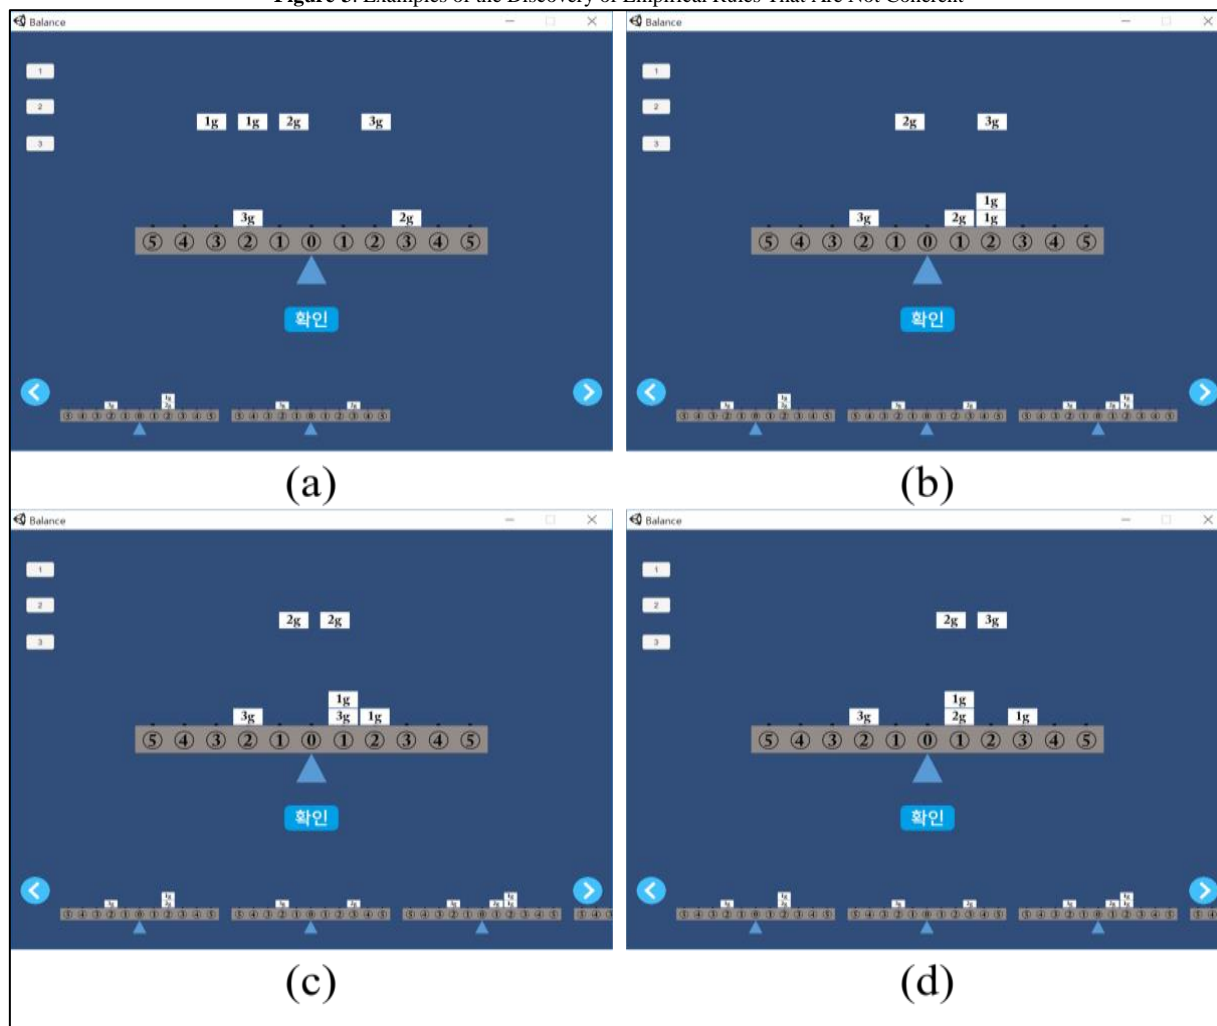 Figure 3. Examples of the Discovery of Empirical Rules That Are Not Coherent
Balance
1
2
3
1g 1g 2g 3g
3g 2g
⑤ ④ ③ ② ① ⓪ ① ② ③ ④ ⑤
확인
(a)
Balance
1
2
3
2g 3g
1g
3g 2g 1g
⑤ ④ ③ ② ① ⓪ ① ② ③ ④ ⑤
확인
(b)
Balance
1
2
3
2g 2g
1g
3g 3g 1g
⑤ ④ ③ ② ① ⓪ ① ② ③ ④ ⑤
확인
(c)
Balance
1
2
3
2g 3g
1g
3g 2g 1g
⑤ ④ ③ ② ① ⓪ ① ② ③ ④ ⑤
확인
(d)